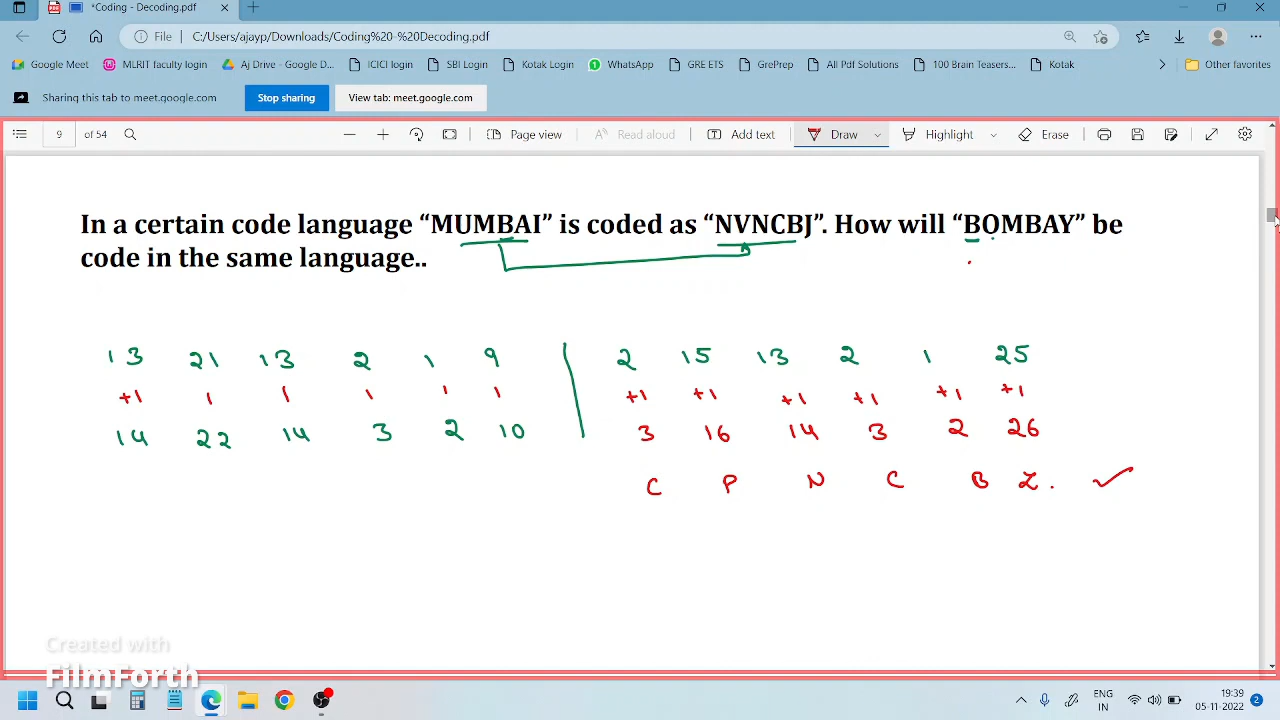 *Coding - Decoding.pdf
File C:/Users/ajayp/Downloads/Coding%20-%20Decoding.pdf
Google Meet MLRIT faculty login Aj Drive - Google D... ICICI login SBI Login Kotak Login WhatsApp GRE ETS GrePrep All Pdf Solutions 100 Brain Teasers... Kotak Other favorites
Sharing this tab to meet.google.com Stop sharing View tab: meet.google.com
9 of 54 Page view Read aloud Add text Draw Highlight Erase
In a certain code language “MUMBAI” is coded as “NVNCBJ”. How will “BOMBAY” be
code in the same language..
13 21 13 2 1 9 2 15 13 2 1 25
+1 1 1 1 1 1 +1 +1 +1 +1 +1 +1
14 22 14 3 2 10 3 16 14 3 2 26
C P N C B Z.
Created with
FilmForth
ENG 19:39
IN 05-11-2022 2